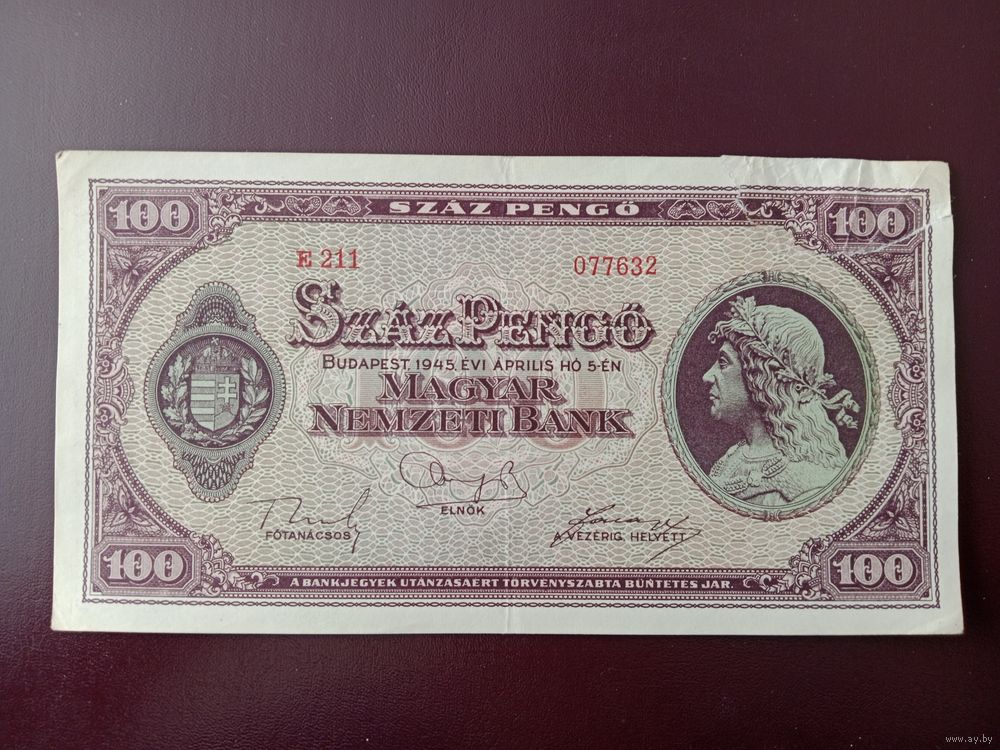 100 SZÁZ PENGŐ 100
E 211 077632
SZÁZ PENGŐ
BUDAPEST, 1945. ÉVI ÁPRILIS HÓ 5-ÉN
MAGYAR
NEMZETI BANK
ELNÖK
FŐTANÁCSOS A VEZÉRIG. HELYETT
100 A BANKJEGYEK UTÁNZÁSÁÉRT TÖRVÉNYSZABTA BÜNTETÉS JÁR. 100
www.ay.by